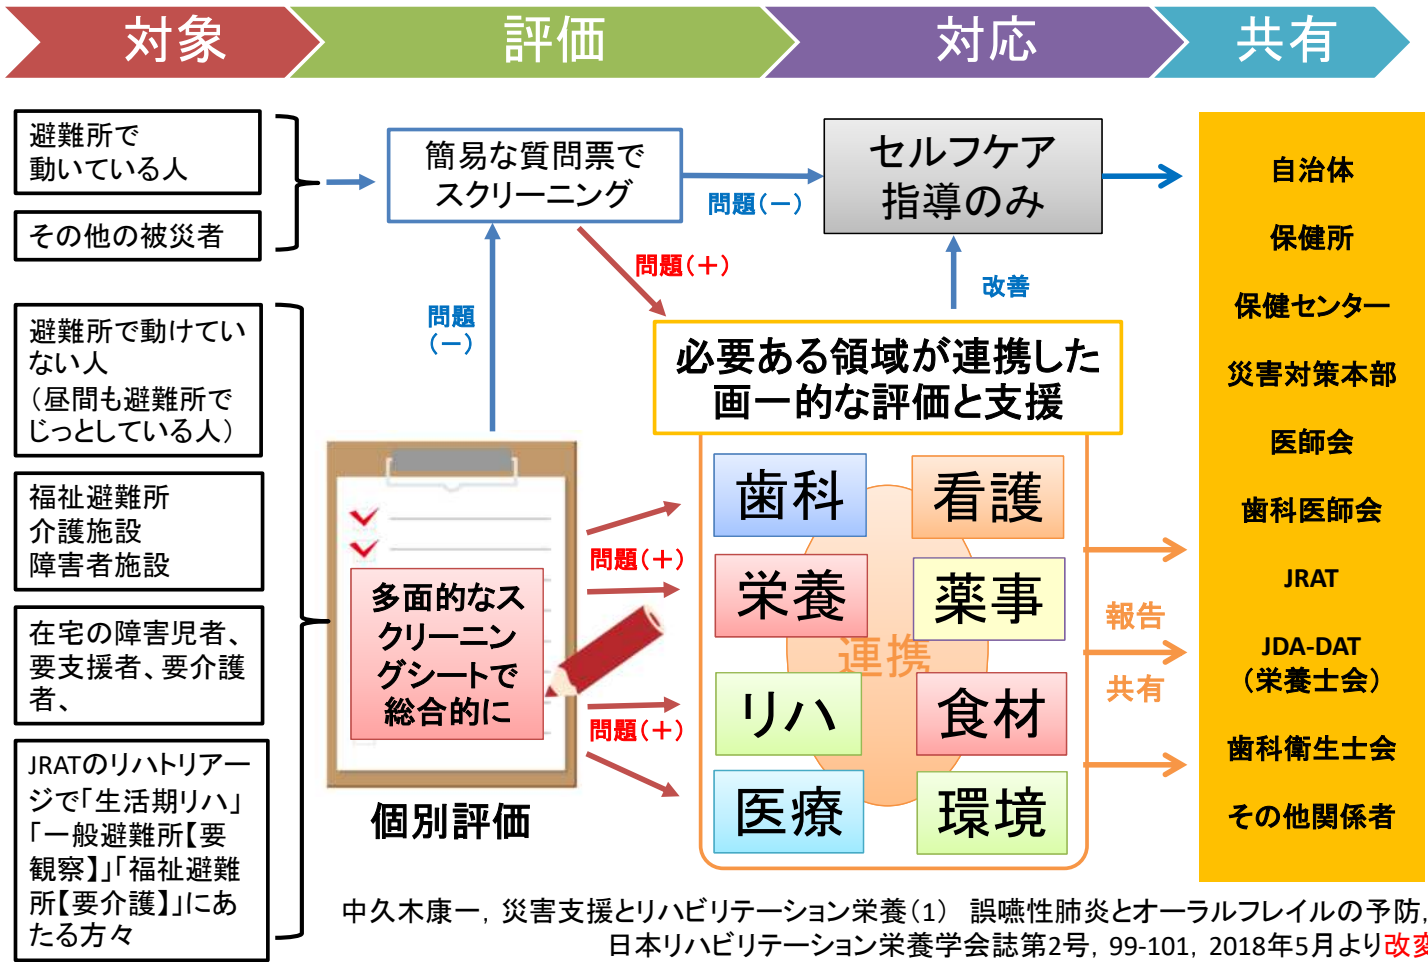 対象
評価
対応
共有
避難所で
動いている人
その他の被災者
避難所で動けてい
ない人
（昼間も避難所で
じっとしている人）
福祉避難所
介護施設
障害者施設
在宅の障害児者、
要支援者、要介護
者、
JRATのリハトリアー
ジで「生活期リハ」
「一般避難所【要
観察】」「福祉避難
所【要介護】」にあ
たる方々
簡易な質問票で
スクリーニング
問題（－）
問題（＋）
問題
（－）
多面的なス
クリーニン
グシートで
総合的に
個別評価
問題（＋）
問題（＋）
セルフケア
指導のみ
改善
必要ある領域が連携した
画一的な評価と支援
歯科
看護
栄養
薬事
連携
リハ
食材
医療
環境
報告
共有
自治体
保健所
保健センター
災害対策本部
医師会
歯科医師会
JRAT
JDA-DAT
（栄養士会）
歯科衛生士会
その他関係者
中久木康一，災害支援とリハビリテーション栄養（1）　誤嚥性肺炎とオーラルフレイルの予防，
日本リハビリテーション栄養学会誌第2号，99-101，2018年5月より改変